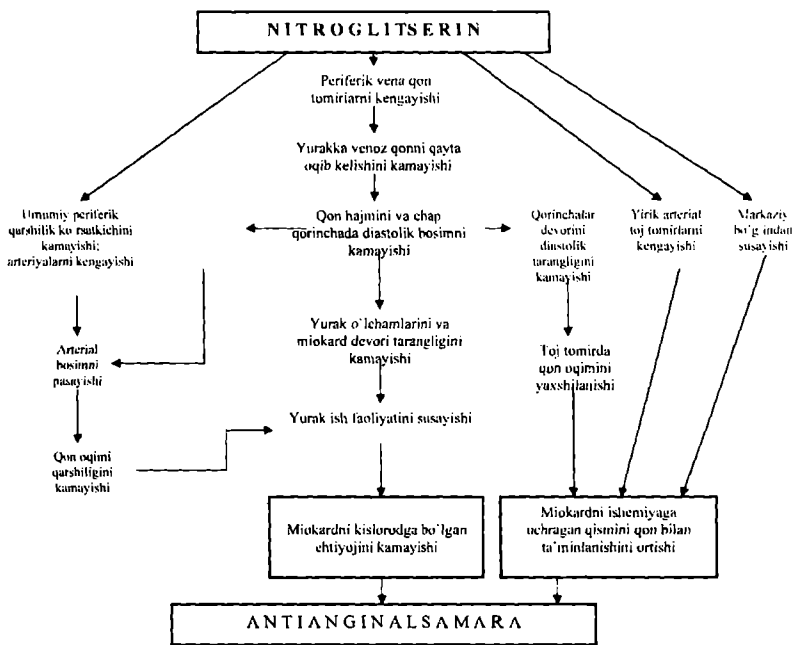 NITROGLITSERIN
Periferik vena qon
tomirlarni kengayishi
Yurakka venoz qonni qayta
oqib kelishini kamayishi
Umumiy periferik
qarshilik ko'rsatkichini
kamayishi;
arteriyalarni kengayishi
Qon hajmini va chap
qorinchada diastolik bosimni
kamayishi
Qorinchalar
devorini
diastolik
tarangligini
kamayishi
Yirik arterial
toj tomirlarni
kengayishi
Markaziy
bo'g'indan
susayishi
Arterial
bosimni
pasayishi
Yurak o'lchamlarini va
miokard devori tarangligini
kamayishi
Toj tomirda
qon oqimini
yaxshilanishi
Yurak ish faoliyatini susayishi
Qon oqimi
qarshiligini
kamayishi
Miokardni kislorodga bo'lgan
ehtiyojini kamayishi
Miokardni ishemiyaga
uchragan qismini qon bilan
ta'minlanishini ortishi
ANTIANGINALSAMARA